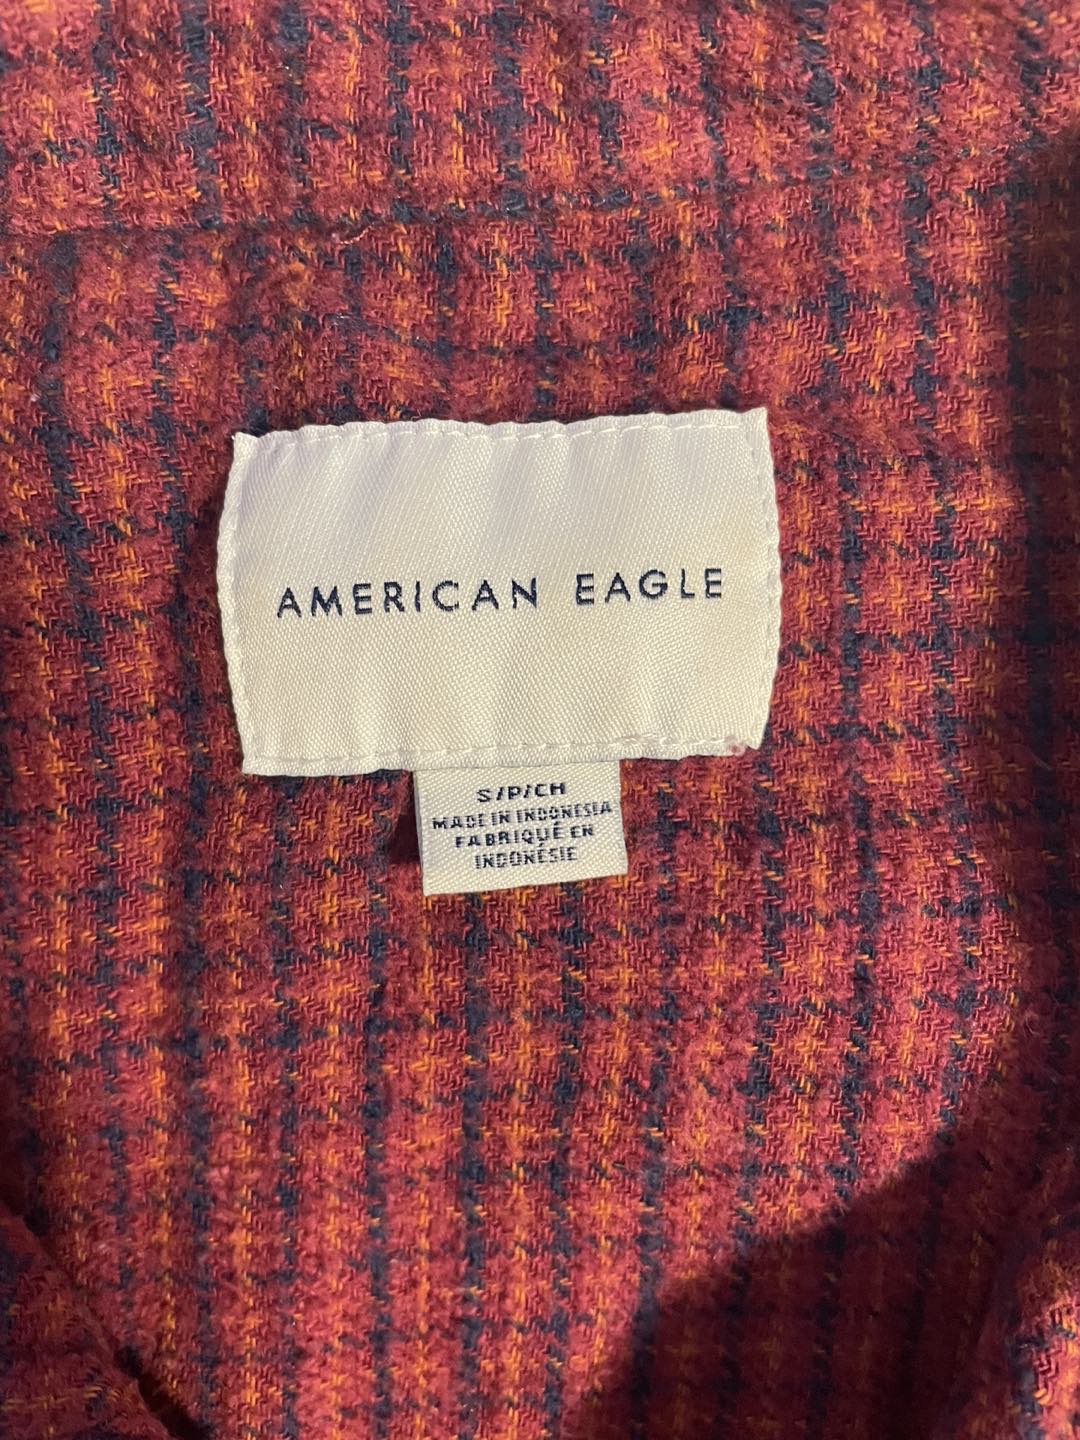 AMERICAN EAGLE
S/P/CH
MADE IN INDONESIA
FABRIQUÉ EN
INDONÉSIE